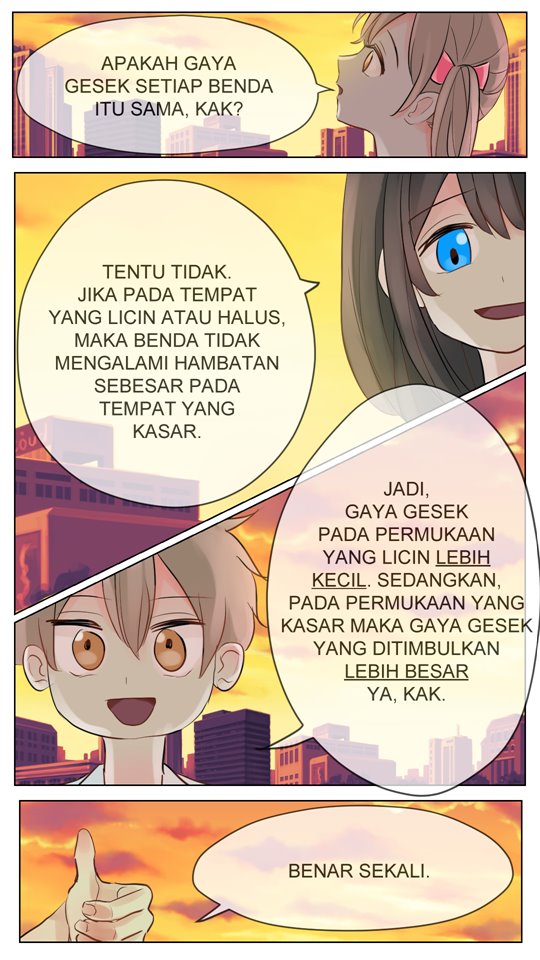 APAKAH GAYA
GESEK SETIAP BENDA
ITU SAMA, KAK?
TENTU TIDAK.
JIKA PADA TEMPAT
YANG LICIN ATAU HALUS,
MAKA BENDA TIDAK
MENGALAMI HAMBATAN
SEBESAR PADA
TEMPAT YANG
KASAR.
JADI,
GAYA GESEK
PADA PERMUKAAN
YANG LICIN LEBIH
KECIL. SEDANGKAN,
PADA PERMUKAAN YANG
KASAR MAKA GAYA GESEK
YANG DITIMBULKAN
LEBIH BESAR
YA, KAK.
BENAR SEKALI.